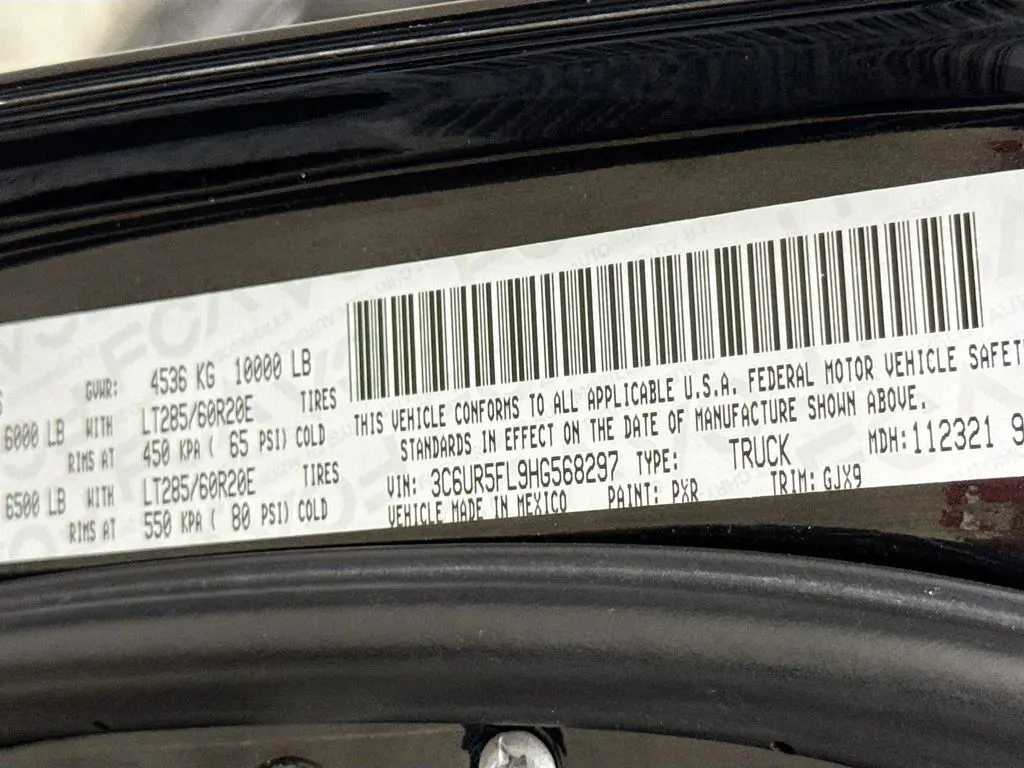 GVWR: 4536 KG 10000 LB
6000 LB WITH LT285/60R20E TIRES
RIMS AT 450 KPA ( 65 PSI) COLD
6500 LB WITH LT285/60R20E TIRES
RIMS AT 550 KPA ( 80 PSI) COLD
THIS VEHICLE CONFORMS TO ALL APPLICABLE U.S.A. FEDERAL MOTOR VEHICLE SAFET
STANDARDS IN EFFECT ON THE DATE OF MANUFACTURE SHOWN ABOVE.
VIN: 3C6UR5FL9HG568297 TYPE: TRUCK MDH:112321 9
VEHICLE MADE IN MEXICO PAINT: PXR TRIM: GJX9